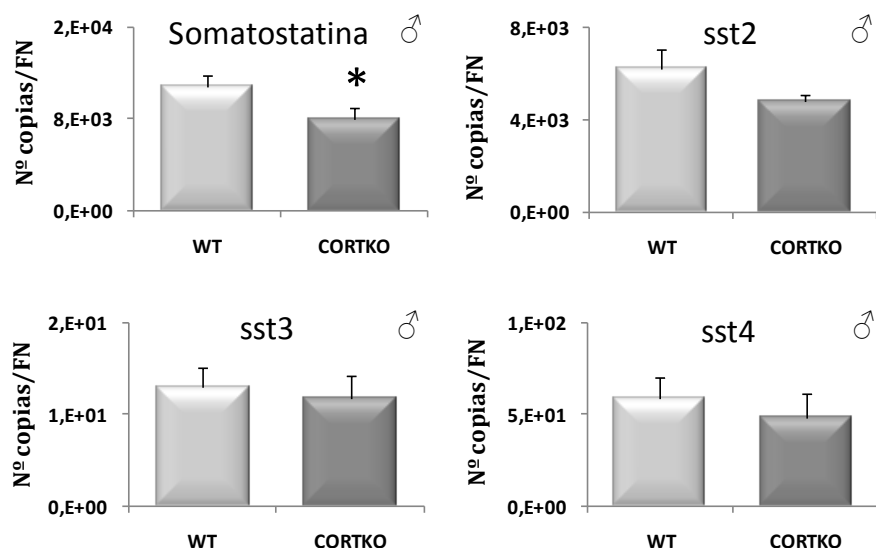 Somatostatina ♂
Nº copias/FN
2,E+04
8,E+03
0,E+00
*
WT CORTKO
sst2 ♂
Nº copias/FN
8,E+03
4,E+03
0,E+00
WT CORTKO
sst3 ♂
Nº copias/FN
2,E+01
1,E+01
0,E+00
WT CORTKO
sst4 ♂
Nº copias/FN
1,E+02
5,E+01
0,E+00
WT CORTKO